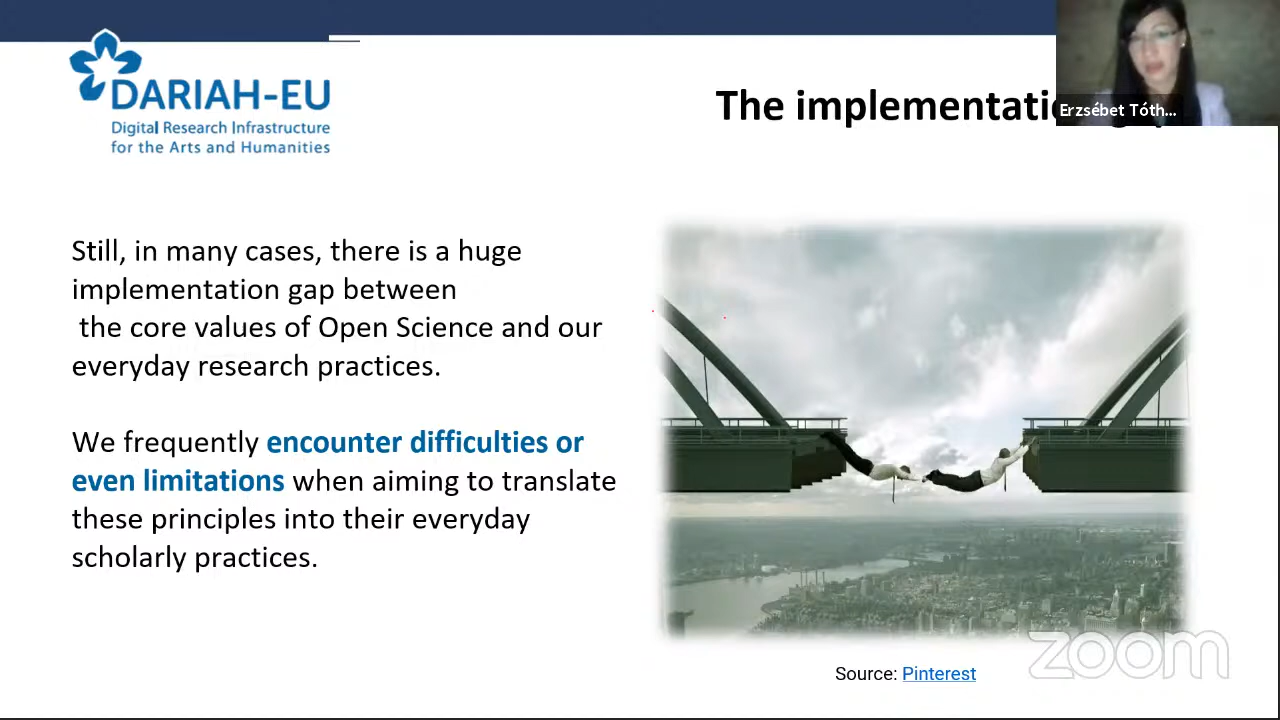 DARIAH-EU
Digital Research Infrastructure
for the Arts and Humanities
The implementati
Erzsébet Tóth...
Still, in many cases, there is a huge
implementation gap between
the core values of Open Science and our
everyday research practices.
We frequently encounter difficulties or
even limitations when aiming to translate
these principles into their everyday
scholarly practices.
Source: Pinterest
zoom